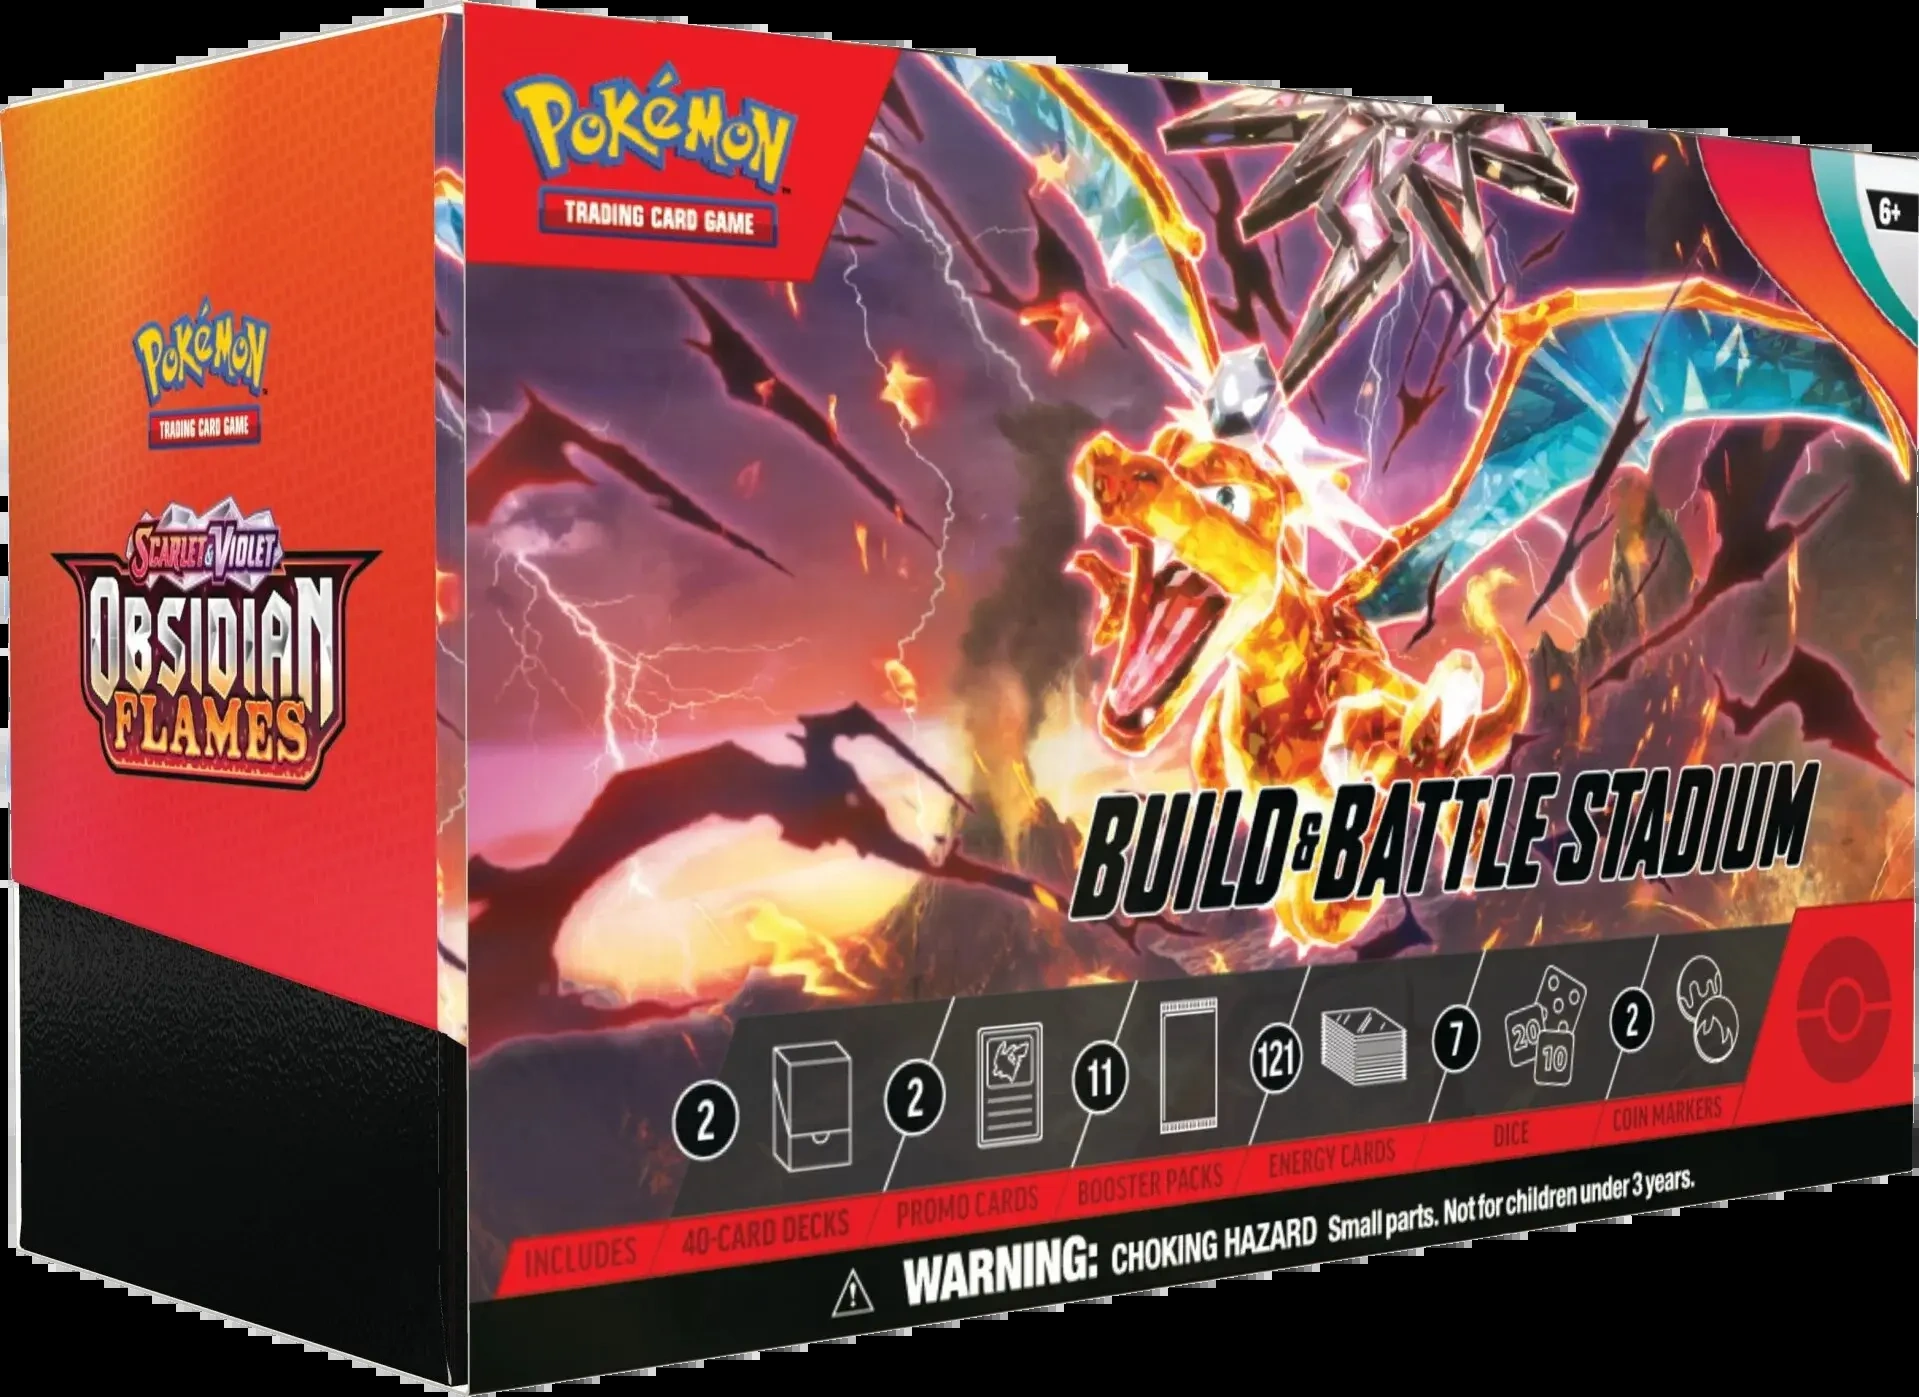 POKéMON
TRADING CARD GAME
SCARLET & VIOLET
OBSIDIAN
FLAMES
POKéMON™
TRADING CARD GAME
6+
BUILD & BATTLE STADIUM
2
2
11
121
7
20
10
2
INCLUDES
40-CARD DECKS
PROMO CARDS
BOOSTER PACKS
ENERGY CARDS
DICE
COIN MARKERS
WARNING: CHOKING HAZARD Small parts. Not for children under 3 years.